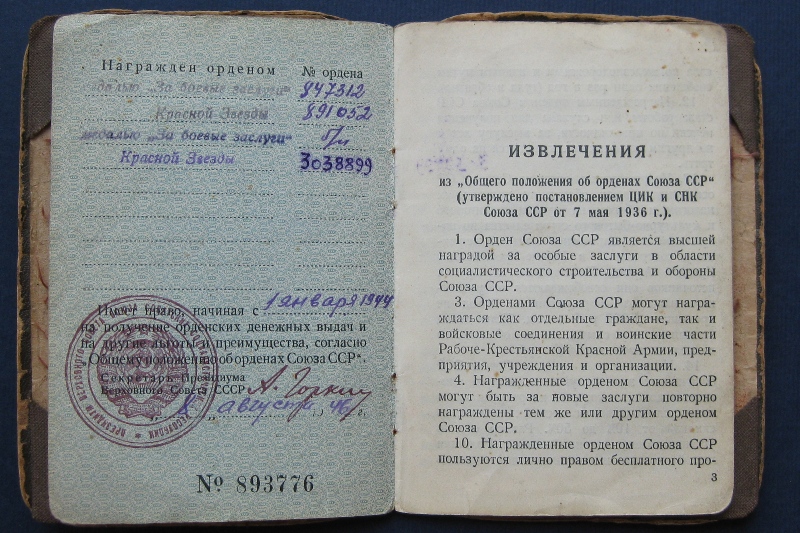 Награжден орденом № ордена
медалью „За боевые заслуги“ 847312
Красной Звезды 891052
медалью „За боевые заслуги“ б/н
Красной Звезды 3038899
Имеет право, начиная с 1 января 1944
на получение орденских денежных выдач и
на другие льготы и преимущества, согласно
„Общему положению об орденах Союза ССР“.
Секретарь Президиума
Верховного Совета СССР А. Горкин
августа 46 г.
№ 893776
ИЗВЛЕЧЕНИЯ
из „Общего положения об орденах Союза ССР“
(утверждено постановлением ЦИК и СНК
Союза ССР от 7 мая 1936 г.).
1. Орден Союза ССР является высшей
наградой за особые заслуги в области
социалистического строительства и обороны
Союза ССР.
3. Орденами Союза ССР могут награ-
ждаться как отдельные граждане, так и
войсковые соединения и воинские части
Рабоче-Крестьянской Красной Армии, пред-
приятия, учреждения и организации.
4. Награжденные орденом Союза ССР
могут быть за новые заслуги повторно
награждены тем же или другим орденом
Союза ССР.
10. Награжденные орденом Союза ССР
пользуются лично правом бесплатного про-
3